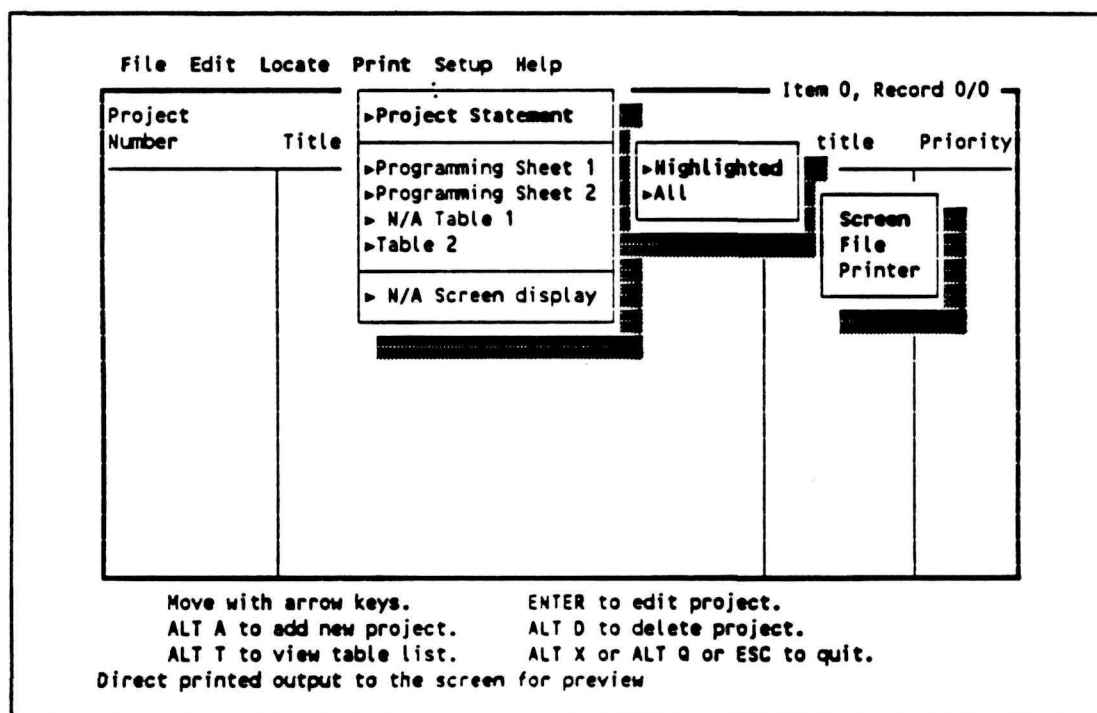 File Edit Locate Print Setup Help
Item 0, Record 0/0
Project
Number
Title
title
Priority
▸Project Statement
▸Programming Sheet 1
▸Programming Sheet 2
▸ N/A Table 1
▸Table 2
▸ N/A Screen display
▸Highlighted
▸All
Screen
File
Printer
Move with arrow keys. ENTER to edit project.
ALT A to add new project. ALT D to delete project.
ALT T to view table list. ALT X or ALT Q or ESC to quit.
Direct printed output to the screen for preview